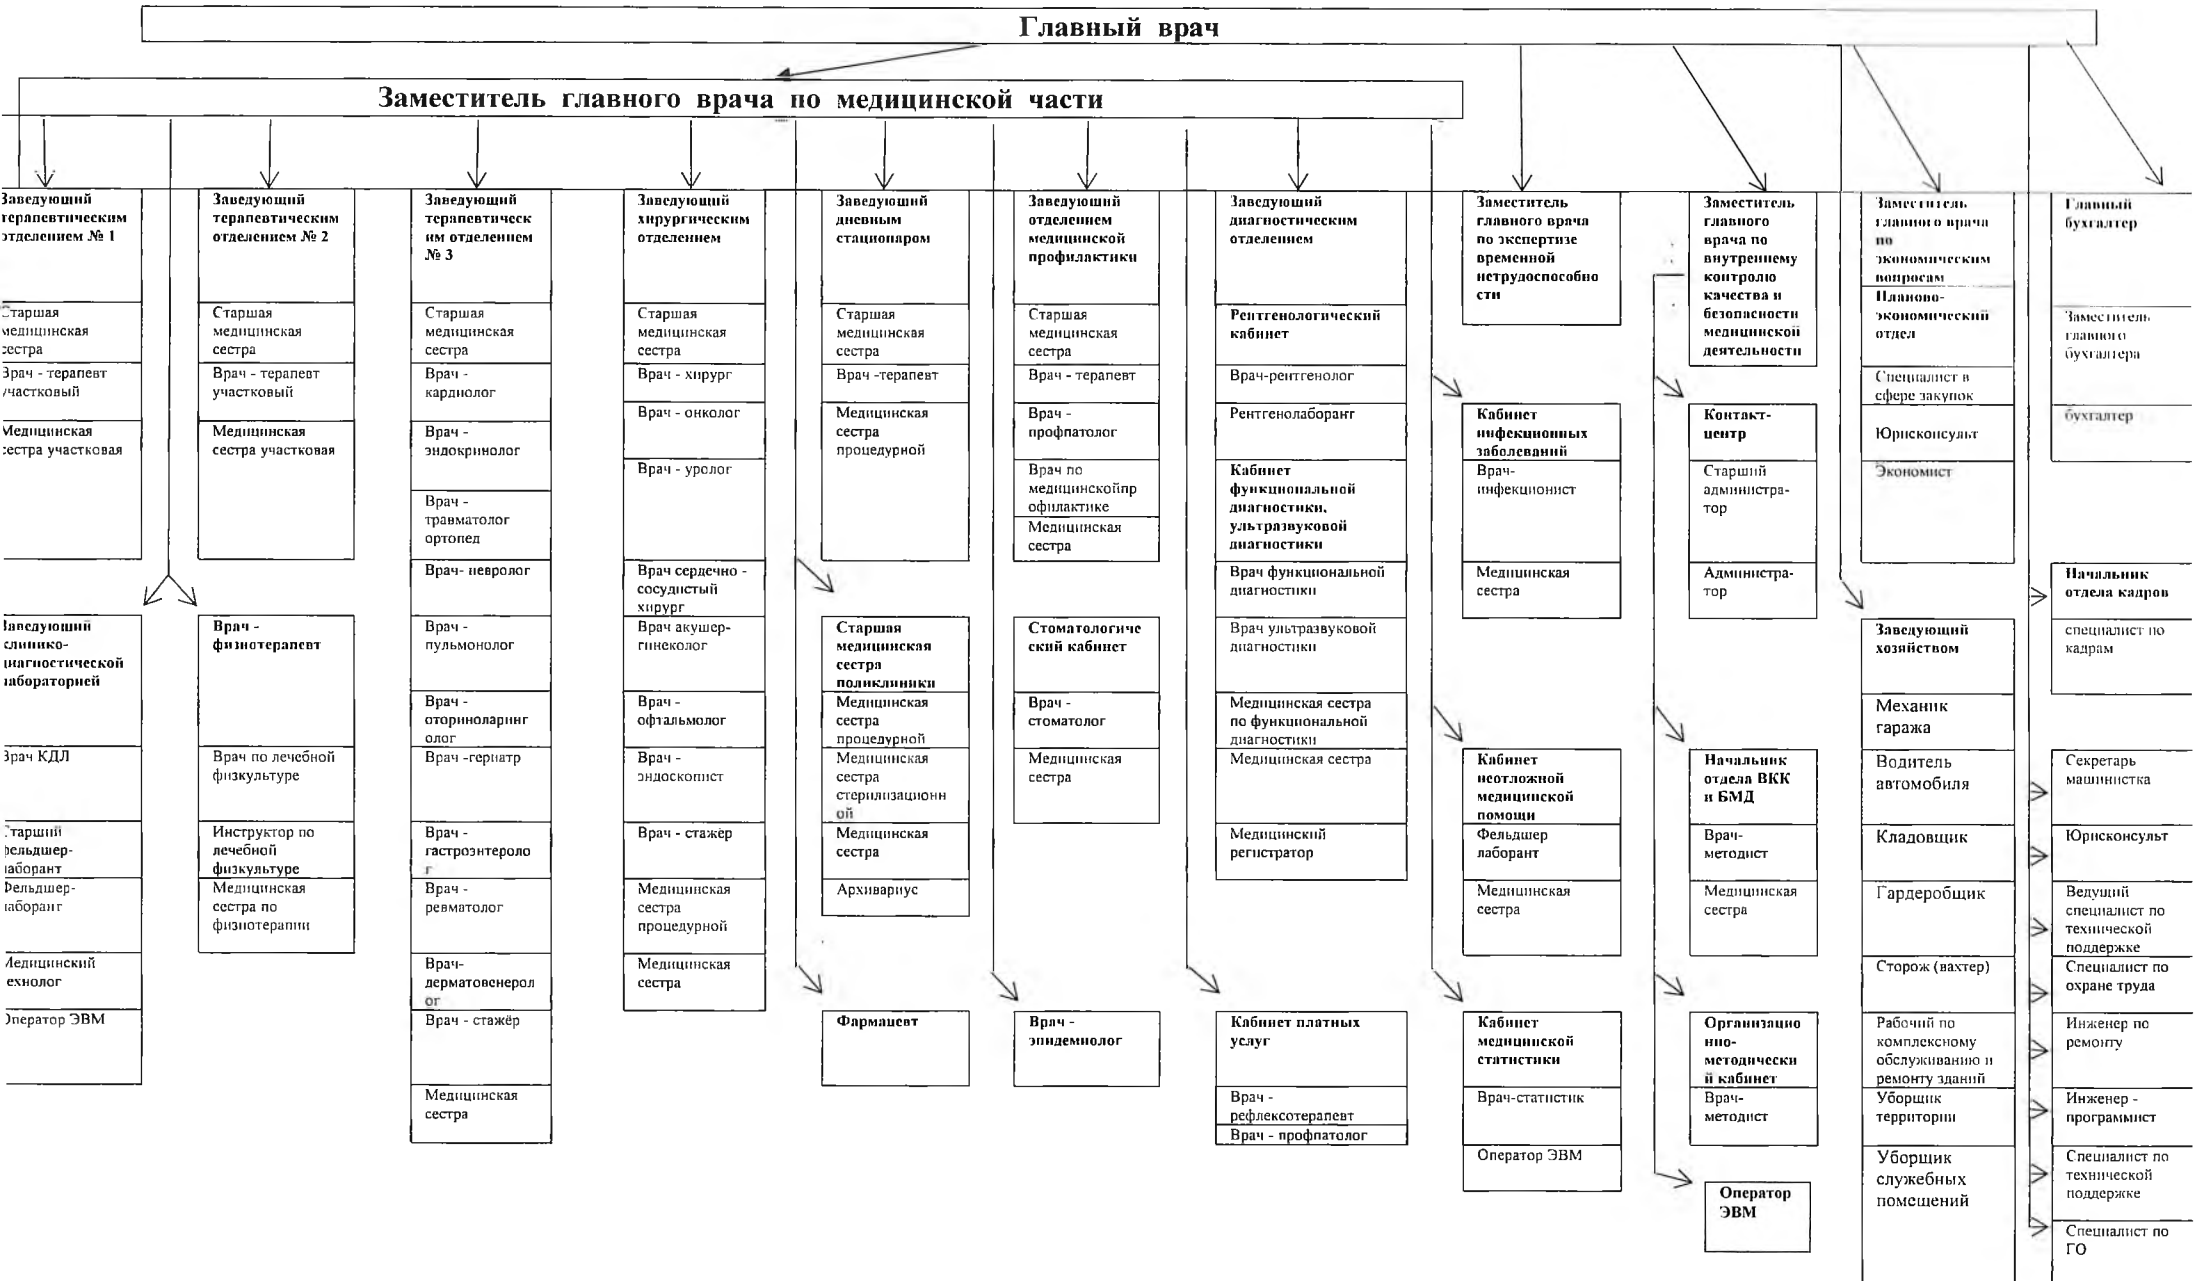 Главный врач
Заместитель главного врача по медицинской части
Заведующий
терапевтическим
отделением № 1
Старшая
медицинская
сестра
Врач - терапевт
участковый
Медицинская
сестра участковая
Заведующий
клинико-
диагностической
лабораторией
Врач КДЛ
Старший
фельдшер-
лаборант
Фельдшер-
лаборант
Медицинский
технолог
Оператор ЭВМ
Заведующий
терапевтическим
отделением № 2
Старшая
медицинская
сестра
Врач - терапевт
участковый
Медицинская
сестра участковая
Врач -
физиотерапевт
Врач по лечебной
физкультуре
Инструктор по
лечебной
физкультуре
Медицинская
сестра по
физиотерапии
Заведующий
терапевтическ
им отделением
№ 3
Старшая
медицинская
сестра
Врач -
кардиолог
Врач -
эндокринолог
Врач -
травматолог
ортопед
Врач- невролог
Врач -
пульмонолог
Врач -
оториноларинг
олог
Врач -гериатр
Врач -
гастроэнтероло
г
Врач -
ревматолог
Врач-
дерматовенерол
ог
Врач - стажёр
Медицинская
сестра
Заведующий
хирургическим
отделением
Старшая
медицинская
сестра
Врач - хирург
Врач - онколог
Врач - уролог
Врач сердечно -
сосудистый
хирург
Врач акушер-
гинеколог
Врач -
офтальмолог
Врач -
эндоскопист
Врач - стажёр
Медицинская
сестра
процедурной
Медицинская
сестра
Заведующий
дневным
стационаром
Старшая
медицинская
сестра
Врач -терапевт
Медицинская
сестра
процедурной
Старшая
медицинская
сестра
поликлиники
Медицинская
сестра
процедурной
Медицинская
сестра
стерилизационн
ой
Медицинская
сестра
Архивариус
Фармацевт
Заведующий
отделением
медицинской
профилактики
Старшая
медицинская
сестра
Врач - терапевт
Врач -
профпатолог
Врач по
медицинскойпр
офилактике
Медицинская
сестра
Стоматологиче
ский кабинет
Врач -
стоматолог
Медицинская
сестра
Врач -
эпидемиолог
Заведующий
диагностическим
отделением
Рентгенологический
кабинет
Врач-рентгенолог
Рентгенолаборант
Кабинет
функциональной
диагностики,
ультразвуковой
диагностики
Врач функциональной
диагностики
Врач ультразвуковой
диагностики
Медицинская сестра
по функциональной
диагностики
Медицинская сестра
Медицинский
регистратор
Кабинет платных
услуг
Врач -
рефлексотерапевт
Врач - профпатолог
Заместитель
главного врача
по экспертизе
временной
нетрудоспособно
сти
Кабинет
инфекционных
заболеваний
Врач-
инфекционист
Медицинская
сестра
Кабинет
неотложной
медицинской
помощи
Фельдшер
лаборант
Медицинская
сестра
Кабинет
медицинской
статистики
Врач-статистик
Оператор ЭВМ
Заместитель
главного
врача по
внутреннему
контролю
качества и
безопасности
медицинской
деятельности
Контакт-
центр
Старший
администра-
тор
Администра-
тор
Начальник
отдела ВКК
и БМД
Врач-
методист
Медицинская
сестра
Организацио
нно-
методически
й кабинет
Врач-
методист
Оператор
ЭВМ
Заместитель
главного врача
по
экономическим
вопросам
Планово-
экономический
отдел
Специалист в
сфере закупок
Юрисконсульт
Экономист
Заведующий
хозяйством
Механик
гаража
Водитель
автомобиля
Кладовщик
Гардеробщик
Сторож (вахтер)
Рабочий по
комплексному
обслуживанию и
ремонту зданий
Уборщик
территории
Уборщик
служебных
помещений
Главный
бухгалтер
Заместитель
главного
бухгалтера
бухгалтер
Начальник
отдела кадров
специалист по
кадрам
Секретарь
машинистка
Юрисконсульт
Ведущий
специалист по
технической
поддержке
Специалист по
охране труда
Инженер по
ремонту
Инженер -
программист
Специалист по
технической
поддержке
Специалист по
ГО